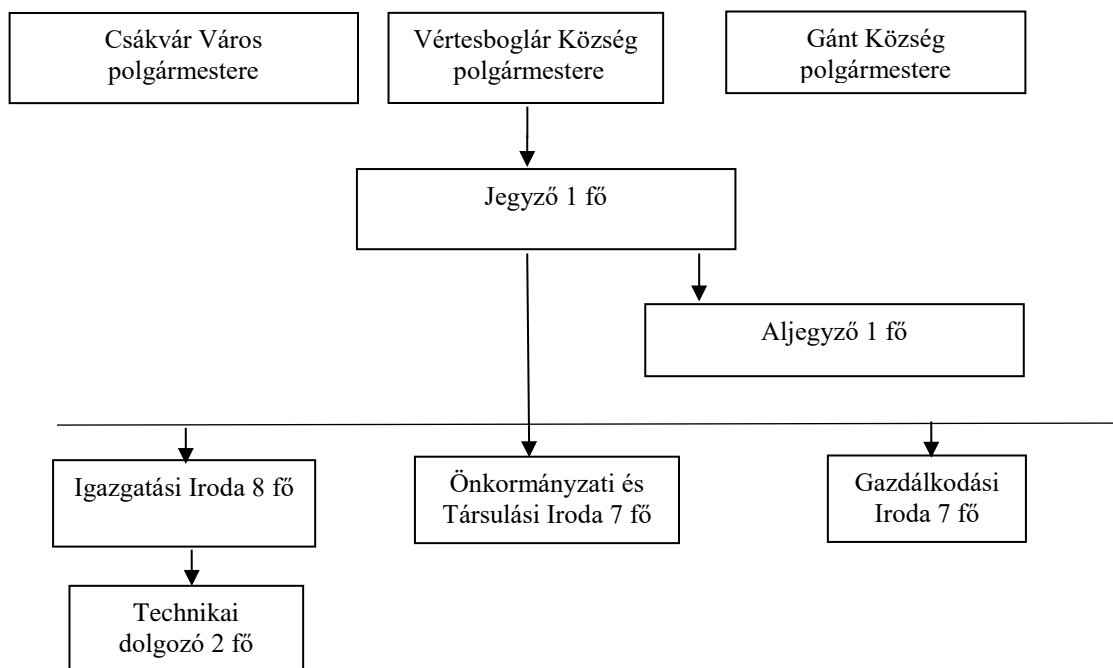 Csákvár Város
polgármestere
Vértesboglár Község
polgármestere
Gánt Község
polgármestere
Jegyző 1 fő
Aljegyző 1 fő
Igazgatási Iroda 8 fő
Önkormányzati és
Társulási Iroda 7 fő
Gazdálkodási
Iroda 7 fő
Technikai
dolgozó 2 fő